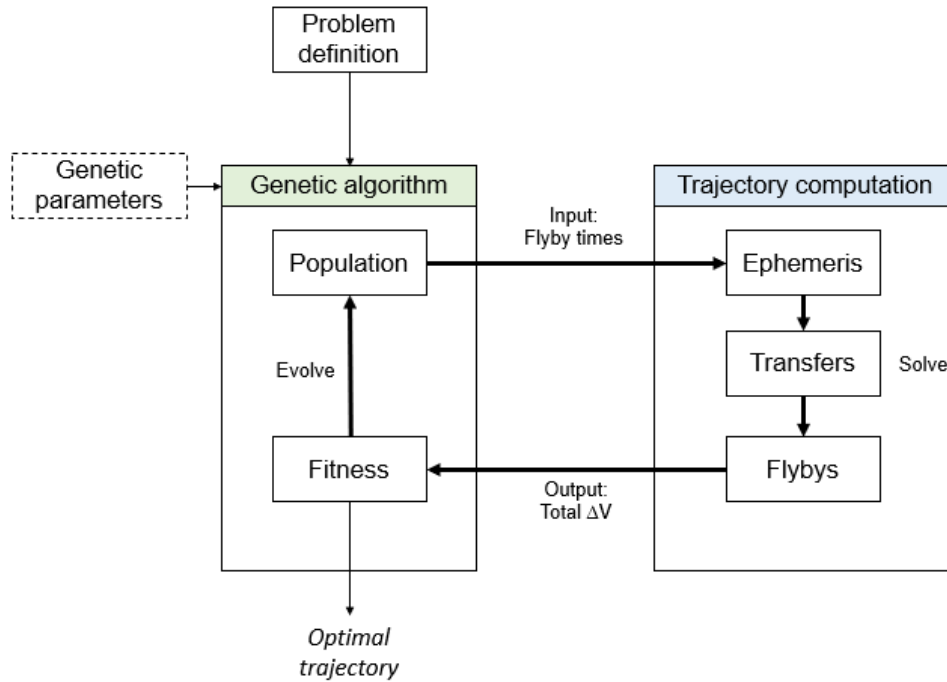 Problem
definition
Genetic
parameters
Genetic algorithm
Trajectory computation
Input:
Flyby times
Population
Ephemeris
Evolve
Transfers
Solve
Fitness
Flybys
Output:
Total ΔV
Optimal
trajectory